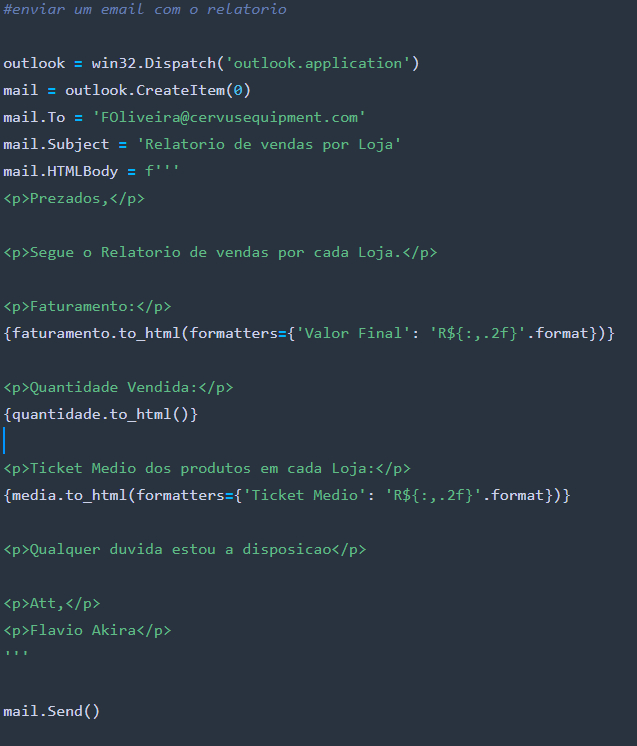 #enviar um email com o relatorio
outlook = win32.Dispatch('outlook.application')
mail = outlook.CreateItem(0)
mail.To = 'FOliveira@cervusequipment.com'
mail.Subject = 'Relatorio de vendas por Loja'
mail.HTMLBody = f'''
<p>Prezados,</p>
<p>Segue o Relatorio de vendas por cada Loja.</p>
<p>Faturamento:</p>
{faturamento.to_html(formatters={'Valor Final': 'R${:,.2f}'.format})}
<p>Quantidade Vendida:</p>
{quantidade.to_html()}
<p>Ticket Medio dos produtos em cada Loja:</p>
{media.to_html(formatters={'Ticket Medio': 'R${:,.2f}'.format})}
<p>Qualquer duvida estou a disposicao</p>
<p>Att,</p>
<p>Flavio Akira</p>
'''
mail.Send()